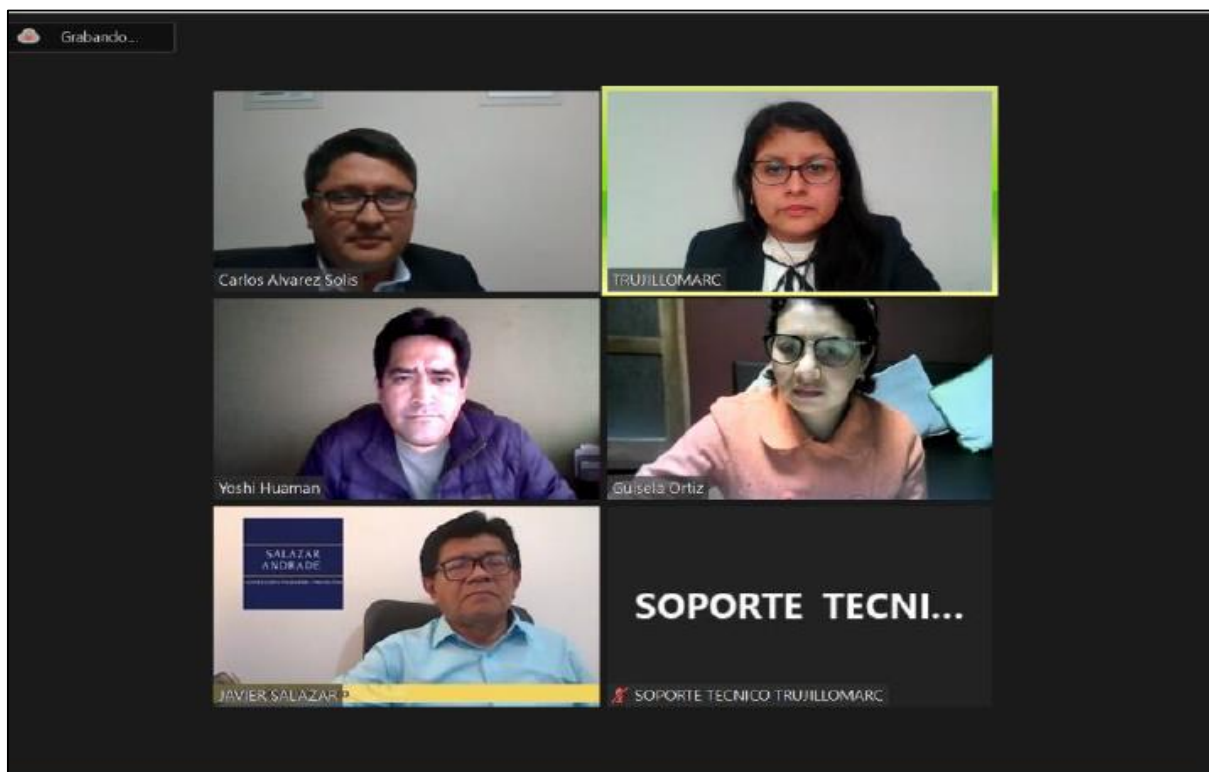 Grabando...
Carlos Alvarez Solis
TRUJILLOMARC
Yoshi Huaman
Guisela Ortiz
SALAZAR
ANDRADE
JAVIER SALAZAR P
SOPORTE TECNI...
SOPORTE TECNICO TRUJILLOMARC